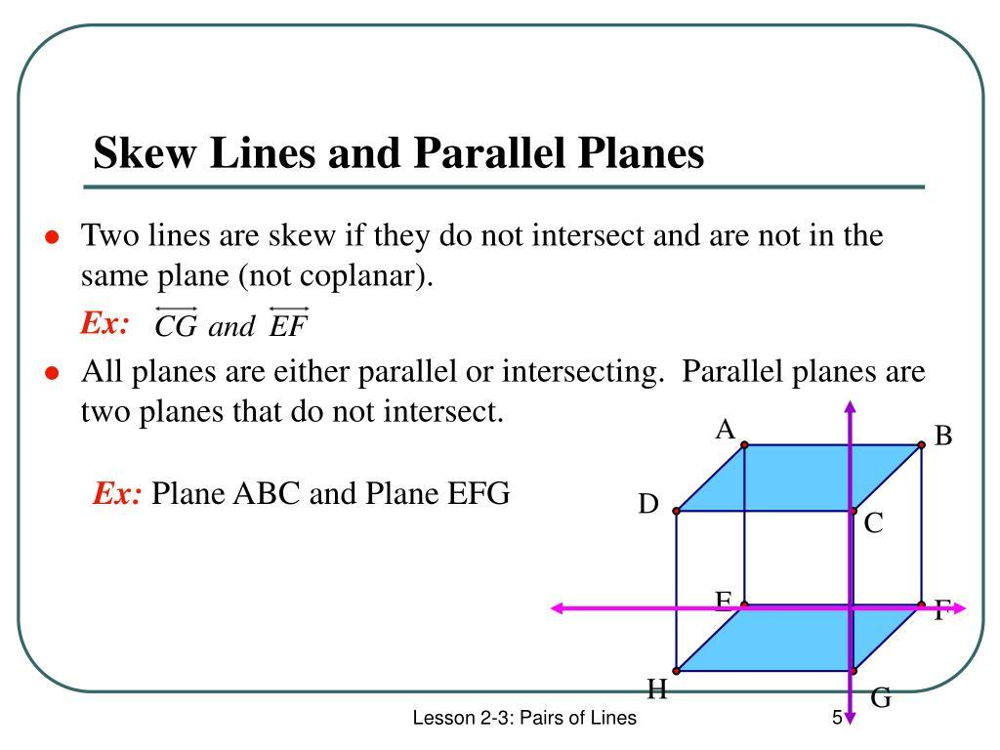 Skew Lines and Parallel Planes
Two lines are skew if they do not intersect and are not in the
same plane (not coplanar).
Ex: CG and EF
All planes are either parallel or intersecting. Parallel planes are
two planes that do not intersect.
Ex: Plane ABC and Plane EFG
A
B
D
C
E
F
H
G
Lesson 2-3: Pairs of Lines
5